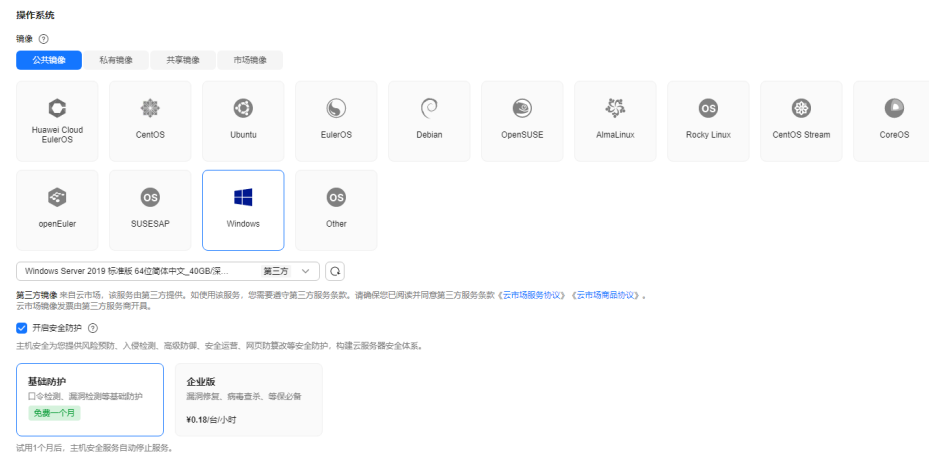 操作系统
镜像 ?
公共镜像 私有镜像 共享镜像 市场镜像
Huawei Cloud
EulerOS
CentOS
Ubuntu
EulerOS
Debian
OpenSUSE
AlmaLinux
OS
Rocky Linux
CentOS Stream
CoreOS
openEuler
OS
SUSESAP
Windows
OS
Other
Windows Server 2019 标准版 64位简体中文_40GB/深... 第三方
第三方镜像 来自云市场，该服务由第三方提供。如使用该服务，您需要遵守第三方服务条款。请确保您已阅读并同意第三方服务条款《云市场服务协议》《云市场商品协议》。
云市场镜像发票由第三方服务商开具。
开启安全防护 ?
主机安全为您提供风险预防、入侵检测、高级防御、安全运营、网页防篡改等安全防护，构建云服务器安全体系。
基础防护
口令检测、漏洞检测等基础防护
免费一个月
企业版
漏洞修复、病毒查杀、等保必备
¥0.18/台/小时
试用1个月后，主机安全服务自动停止服务。